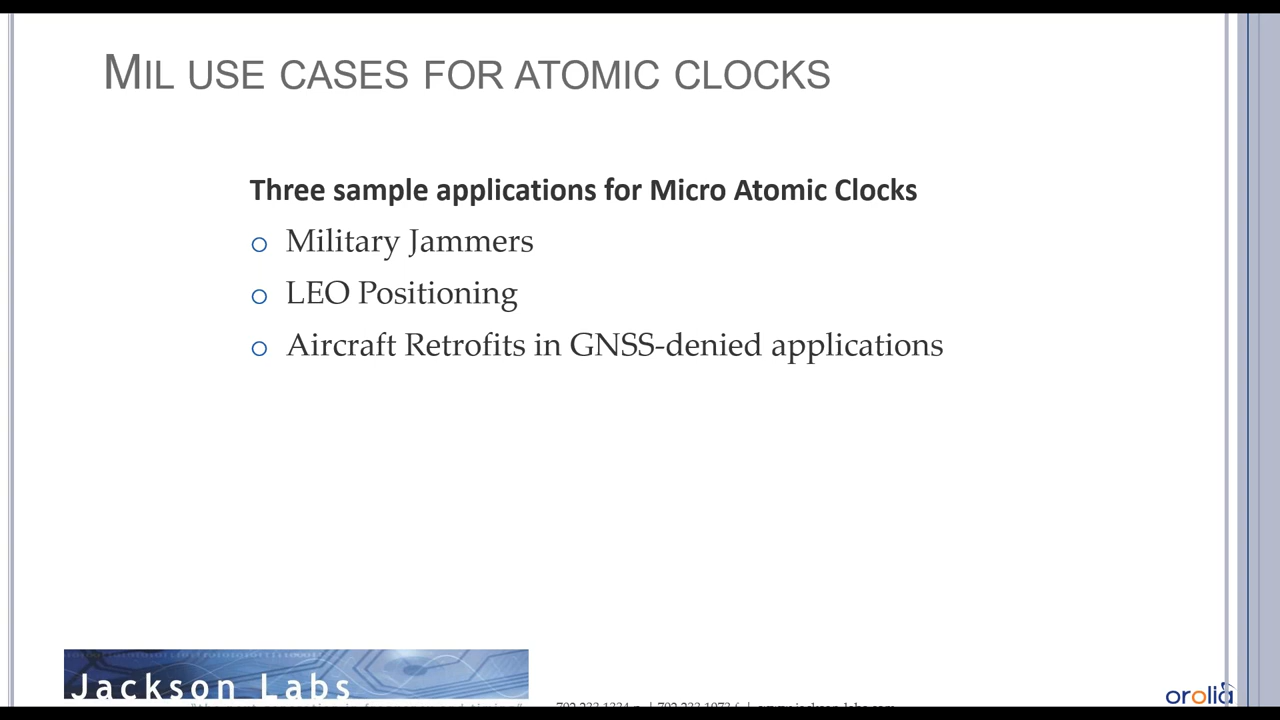 MIL USE CASES FOR ATOMIC CLOCKS
Three sample applications for Micro Atomic Clocks
o Military Jammers
o LEO Positioning
o Aircraft Retrofits in GNSS-denied applications
Jackson Labs
orolia